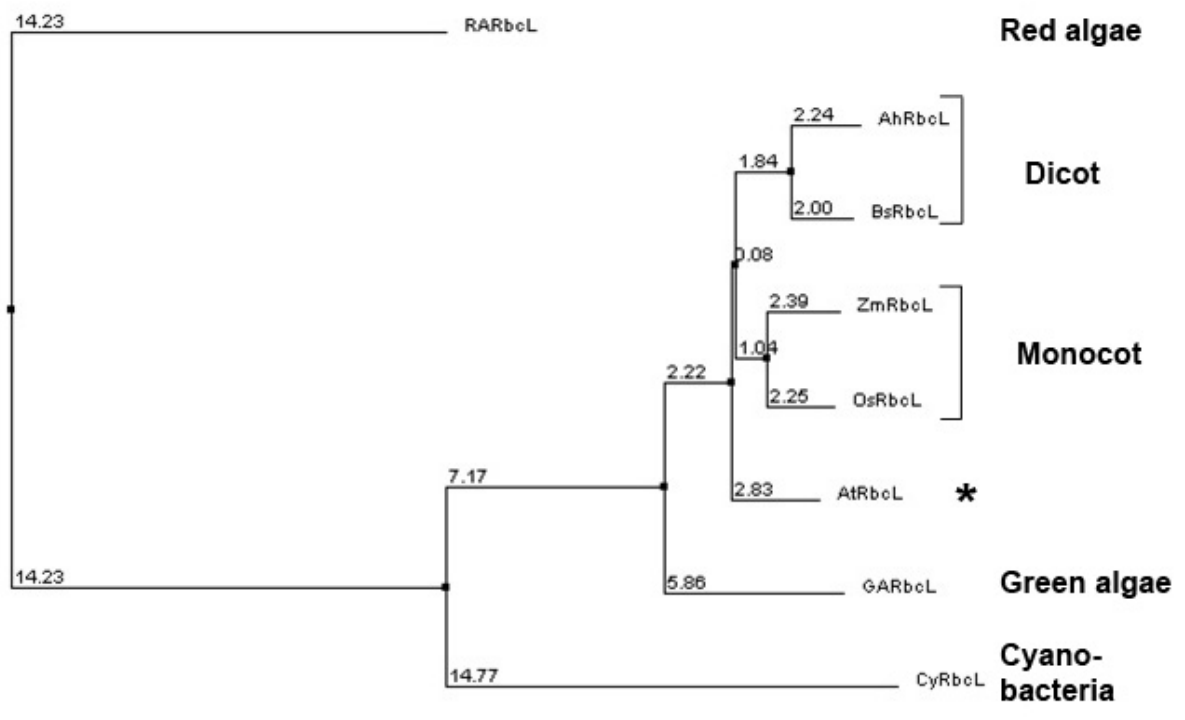 14.23
RARbcL
Red algae
2.24
AhRbcL
1.84
Dicot
2.00
BsRbcL
0.08
2.39
ZmRbcL
1.04
Monocot
2.22
2.25
OsRbcL
7.17
2.83
AtRbcL
*
14.23
5.86
GARbcL
Green algae
14.77
CyRbcL
Cyano-
bacteria